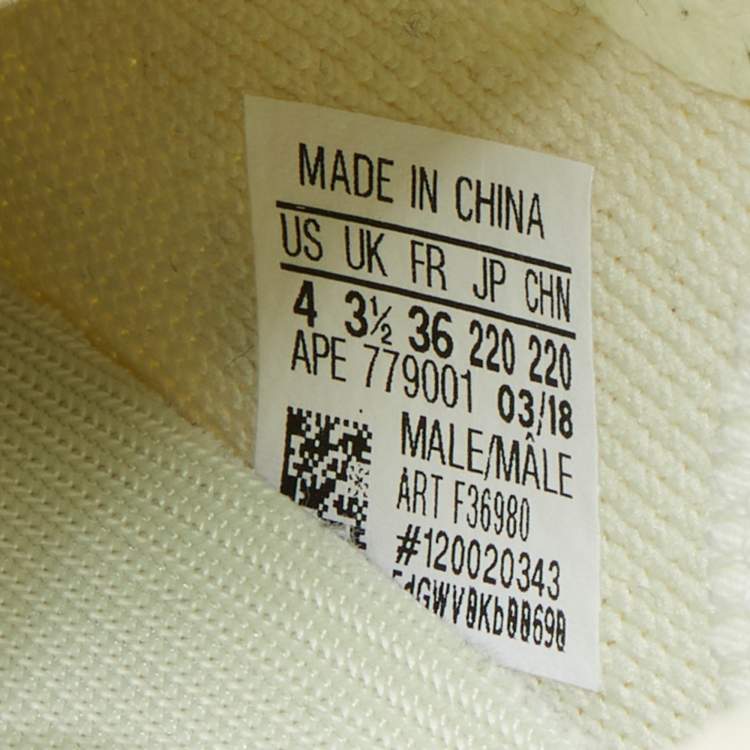 MADE IN CHINA
US UK FR JP CHN
4 3½ 36 220 220
APE 779001 03/18
MALE/MÂLE
ART F36980
#120020343